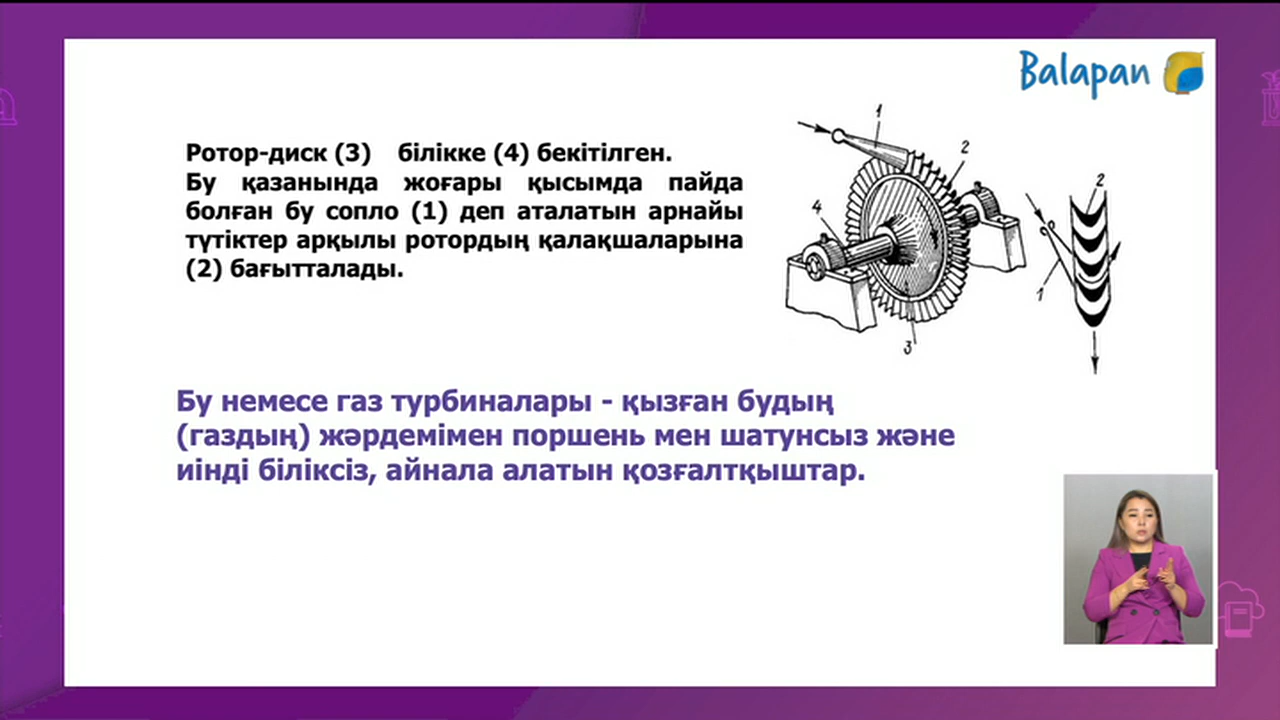 Balapan
Ротор-диск (3) білікке (4) бекітілген.
Бу қазанында жоғары қысымда пайда
болған бу сопло (1) деп аталатын арнайы
түтіктер арқылы ротордың қалақшаларына
(2) бағытталады.
1
2
4
3
2
1
Бу немесе газ турбиналары - қызған будың
(газдың) жәрдемімен поршень мен шатунсыз және
иінді біліксіз, айнала алатын қозғалтқыштар.